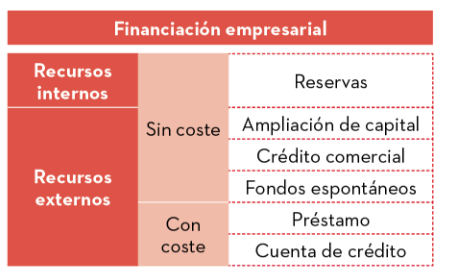 Financiación empresarial
Recursos
internos
Sin coste
Reservas
Recursos
externos
Ampliación de capital
Crédito comercial
Fondos espontáneos
Con
coste
Préstamo
Cuenta de crédito